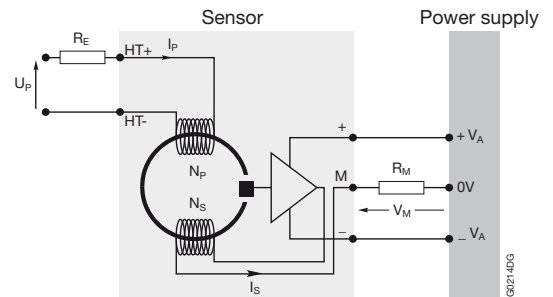 Sensor
Power supply
R_E
HT+
I_P
U_P
HT-
N_P
N_S
+
M
−
R_M
V_M
+ V_A
0V
− V_A
I_S
G0214DG